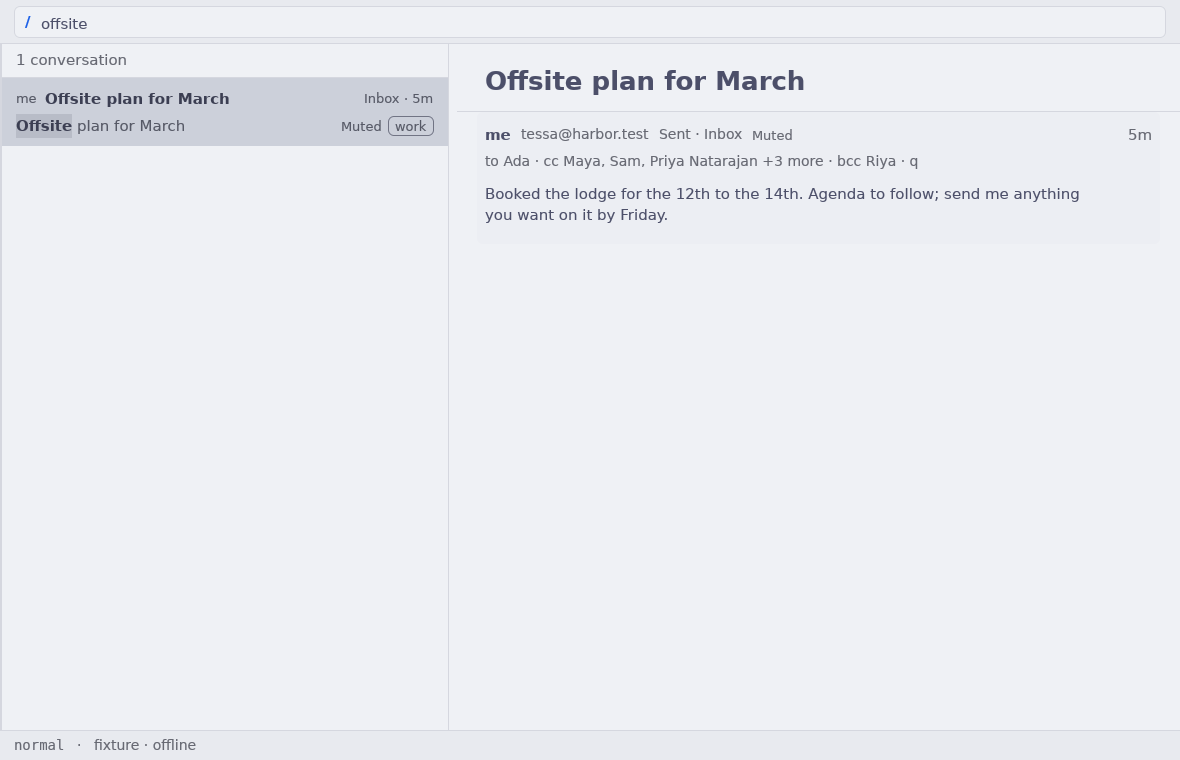 / offsite
1 conversation
me Offsite plan for March Inbox · 5m
Offsite plan for March Muted work
Offsite plan for March
me tessa@harbor.test Sent · Inbox Muted 5m
to Ada · cc Maya, Sam, Priya Natarajan +3 more · bcc Riya · q
Booked the lodge for the 12th to the 14th. Agenda to follow; send me anything
you want on it by Friday.
normal · fixture · offline